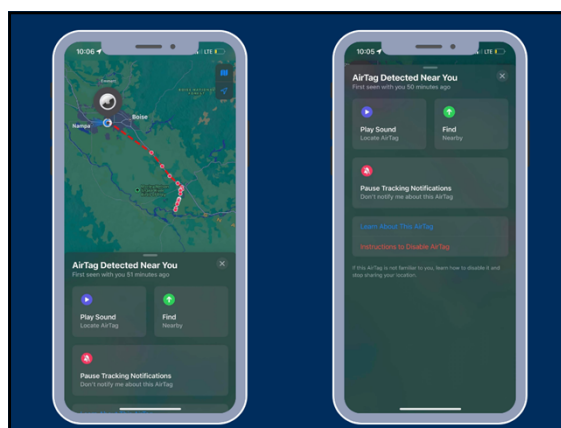 10:06
LTE
Boise
Nampa
AirTag Detected Near You
First seen with you 51 minutes ago
Play Sound
Locate AirTag
Find
Nearby
Pause Tracking Notifications
Don't notify me about this AirTag
10:05
LTE
AirTag Detected Near You
First seen with you 50 minutes ago
Play Sound
Locate AirTag
Find
Nearby
Pause Tracking Notifications
Don't notify me about this AirTag
Learn About This AirTag
Instructions to Disable AirTag
If this AirTag is not familiar to you, learn how to disable it and
stop sharing your location.